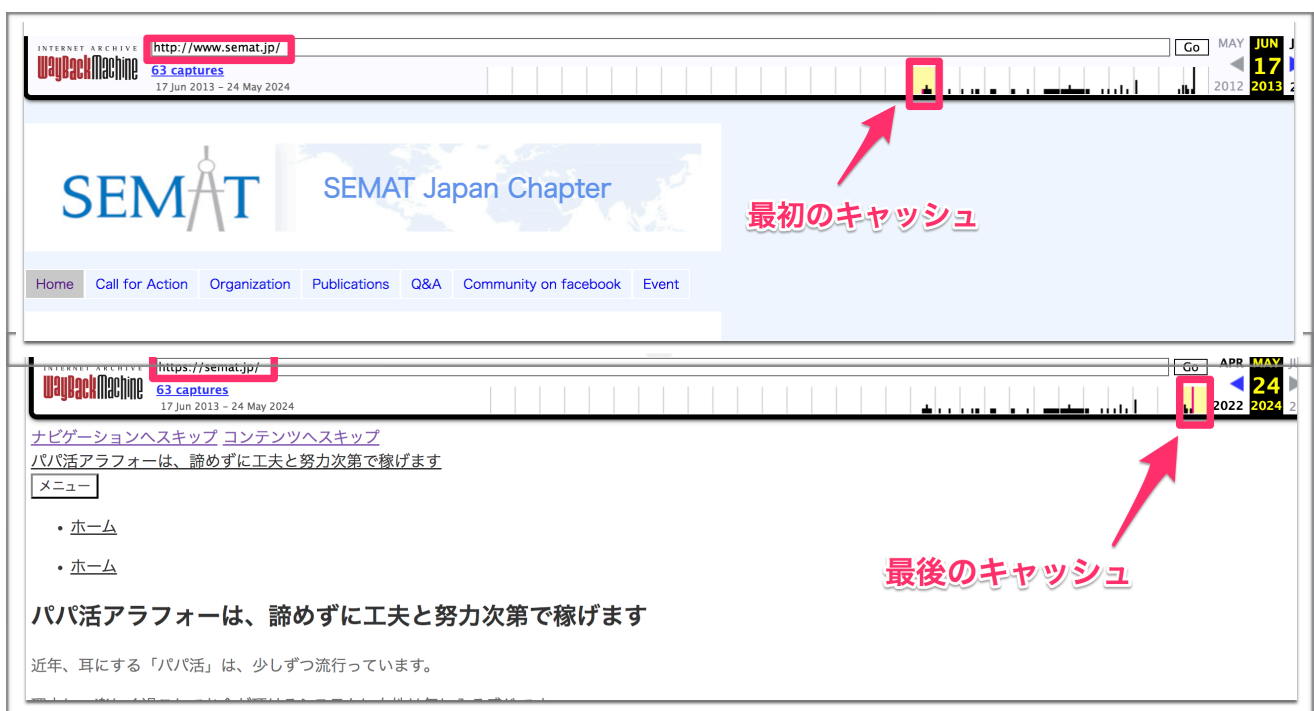 INTERNET ARCHIVE
WayBackMachine
http://www.semat.jp/
Go
MAY JUN
63 captures
17
17 Jun 2013 – 24 May 2024
2012 2013
最初のキャッシュ
SEMAT
SEMAT Japan Chapter
Home Call for Action Organization Publications Q&A Community on facebook Event
INTERNET ARCHIVE
WayBackMachine
https://semat.jp/
Go
APR MAY
63 captures
24
17 Jun 2013 – 24 May 2024
2022 2024
ナビゲーションへスキップ コンテンツへスキップ
パパ活アラフォーは、諦めずに工夫と努力次第で稼げます
メニュー
• ホーム
• ホーム
最後のキャッシュ
パパ活アラフォーは、諦めずに工夫と努力次第で稼げます
近年、耳にする「パパ活」は、少しずつ流行っています。